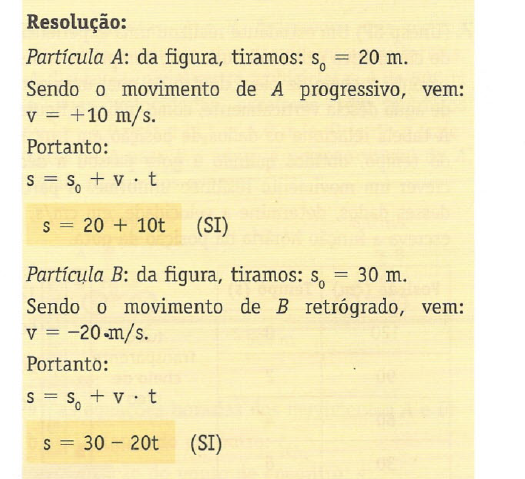 Resolução:
Partícula A: da figura, tiramos: s₀ = 20 m.
Sendo o movimento de A progressivo, vem:
v = +10 m/s.
Portanto:
s = s₀ + v · t
s = 20 + 10t (SI)
Partícula B: da figura, tiramos: s₀ = 30 m.
Sendo o movimento de B retrógrado, vem:
v = −20 m/s.
Portanto:
s = s₀ + v · t
s = 30 − 20t (SI)